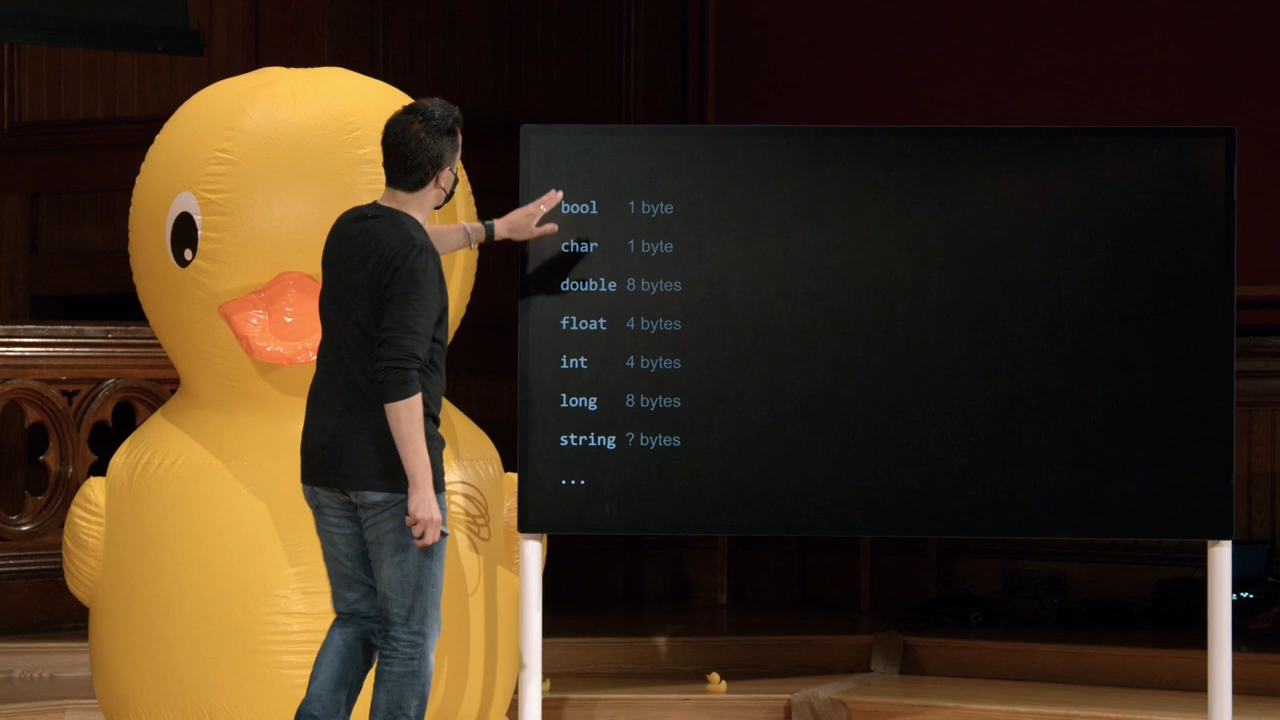 bool 1 byte
char 1 byte
double 8 bytes
float 4 bytes
int 4 bytes
long 8 bytes
string ? bytes
...